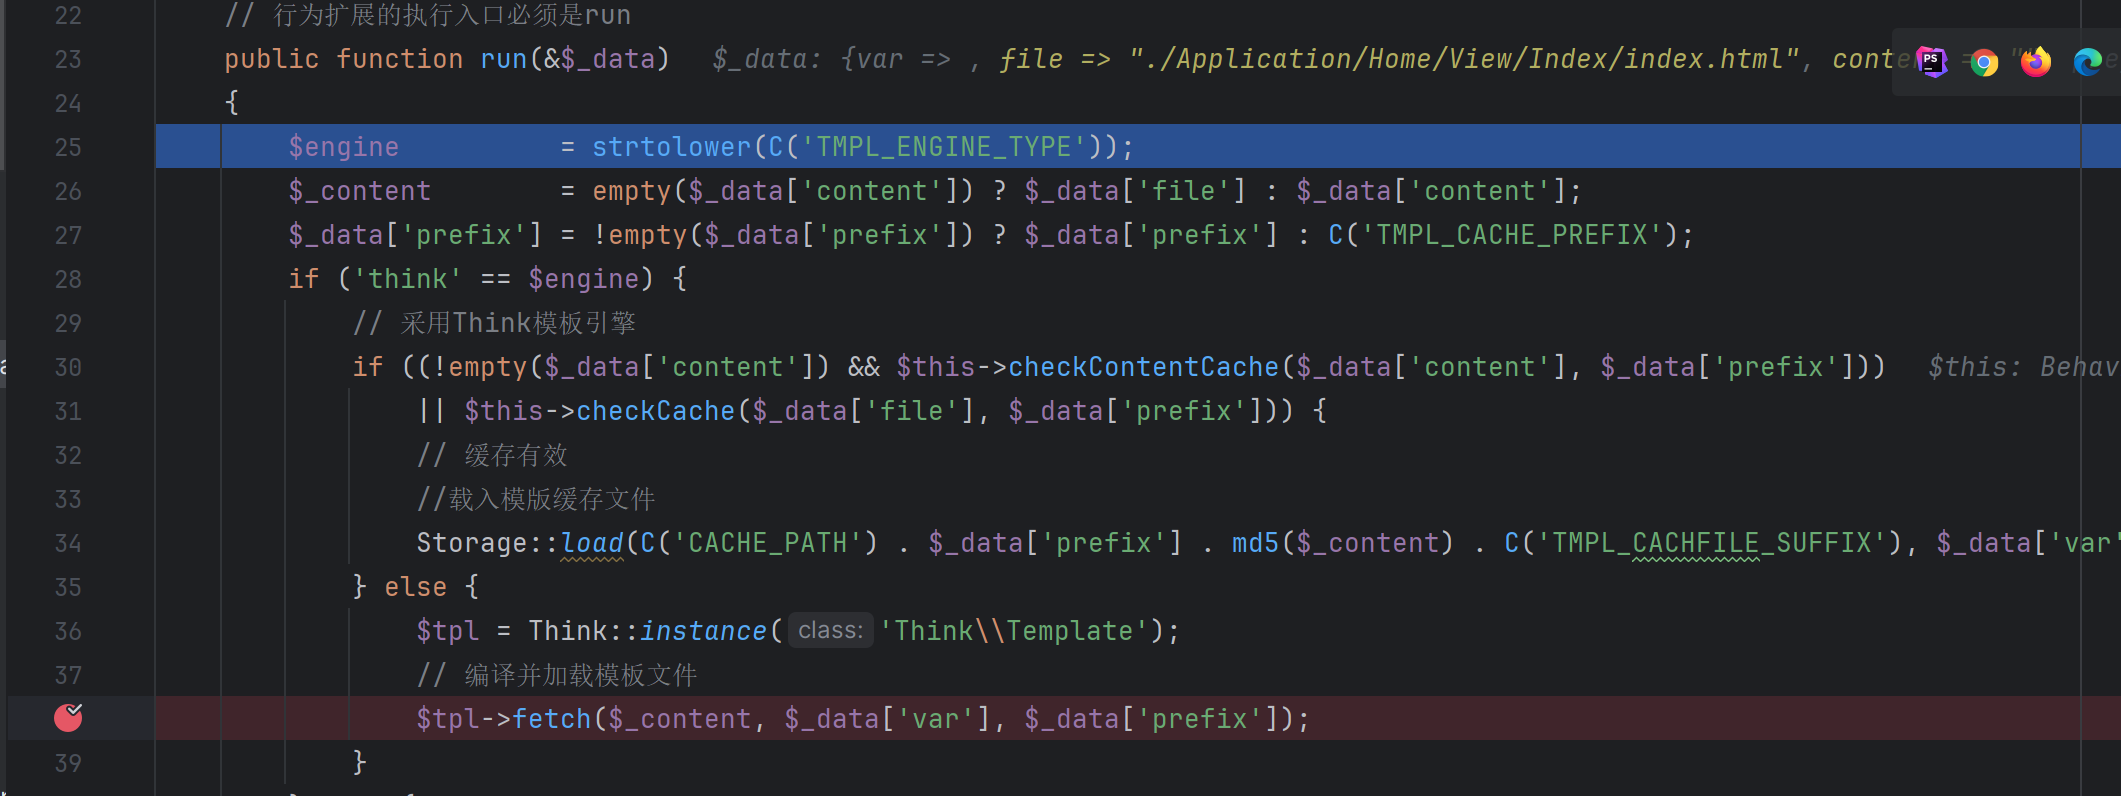 22 // 行为扩展的执行入口必须是run
23 public function run(&$_data) $_data: {var => , file => "./Application/Home/View/Index/index.html", conte
24 {
25 $engine = strtolower(C('TMPL_ENGINE_TYPE'));
26 $_content = empty($_data['content']) ? $_data['file'] : $_data['content'];
27 $_data['prefix'] = !empty($_data['prefix']) ? $_data['prefix'] : C('TMPL_CACHE_PREFIX');
28 if ('think' == $engine) {
29 // 采用Think模板引擎
30 if ((!empty($_data['content']) && $this->checkContentCache($_data['content'], $_data['prefix'])) $this: Behav
31 || $this->checkCache($_data['file'], $_data['prefix'])) {
32 // 缓存有效
33 //载入模版缓存文件
34 Storage::load(C('CACHE_PATH') . $_data['prefix'] . md5($_content) . C('TMPL_CACHFILE_SUFFIX'), $_data['var'
35 } else {
36 $tpl = Think::instance( class: 'Think\\Template');
37 // 编译并加载模板文件
$tpl->fetch($_content, $_data['var'], $_data['prefix']);
39 }